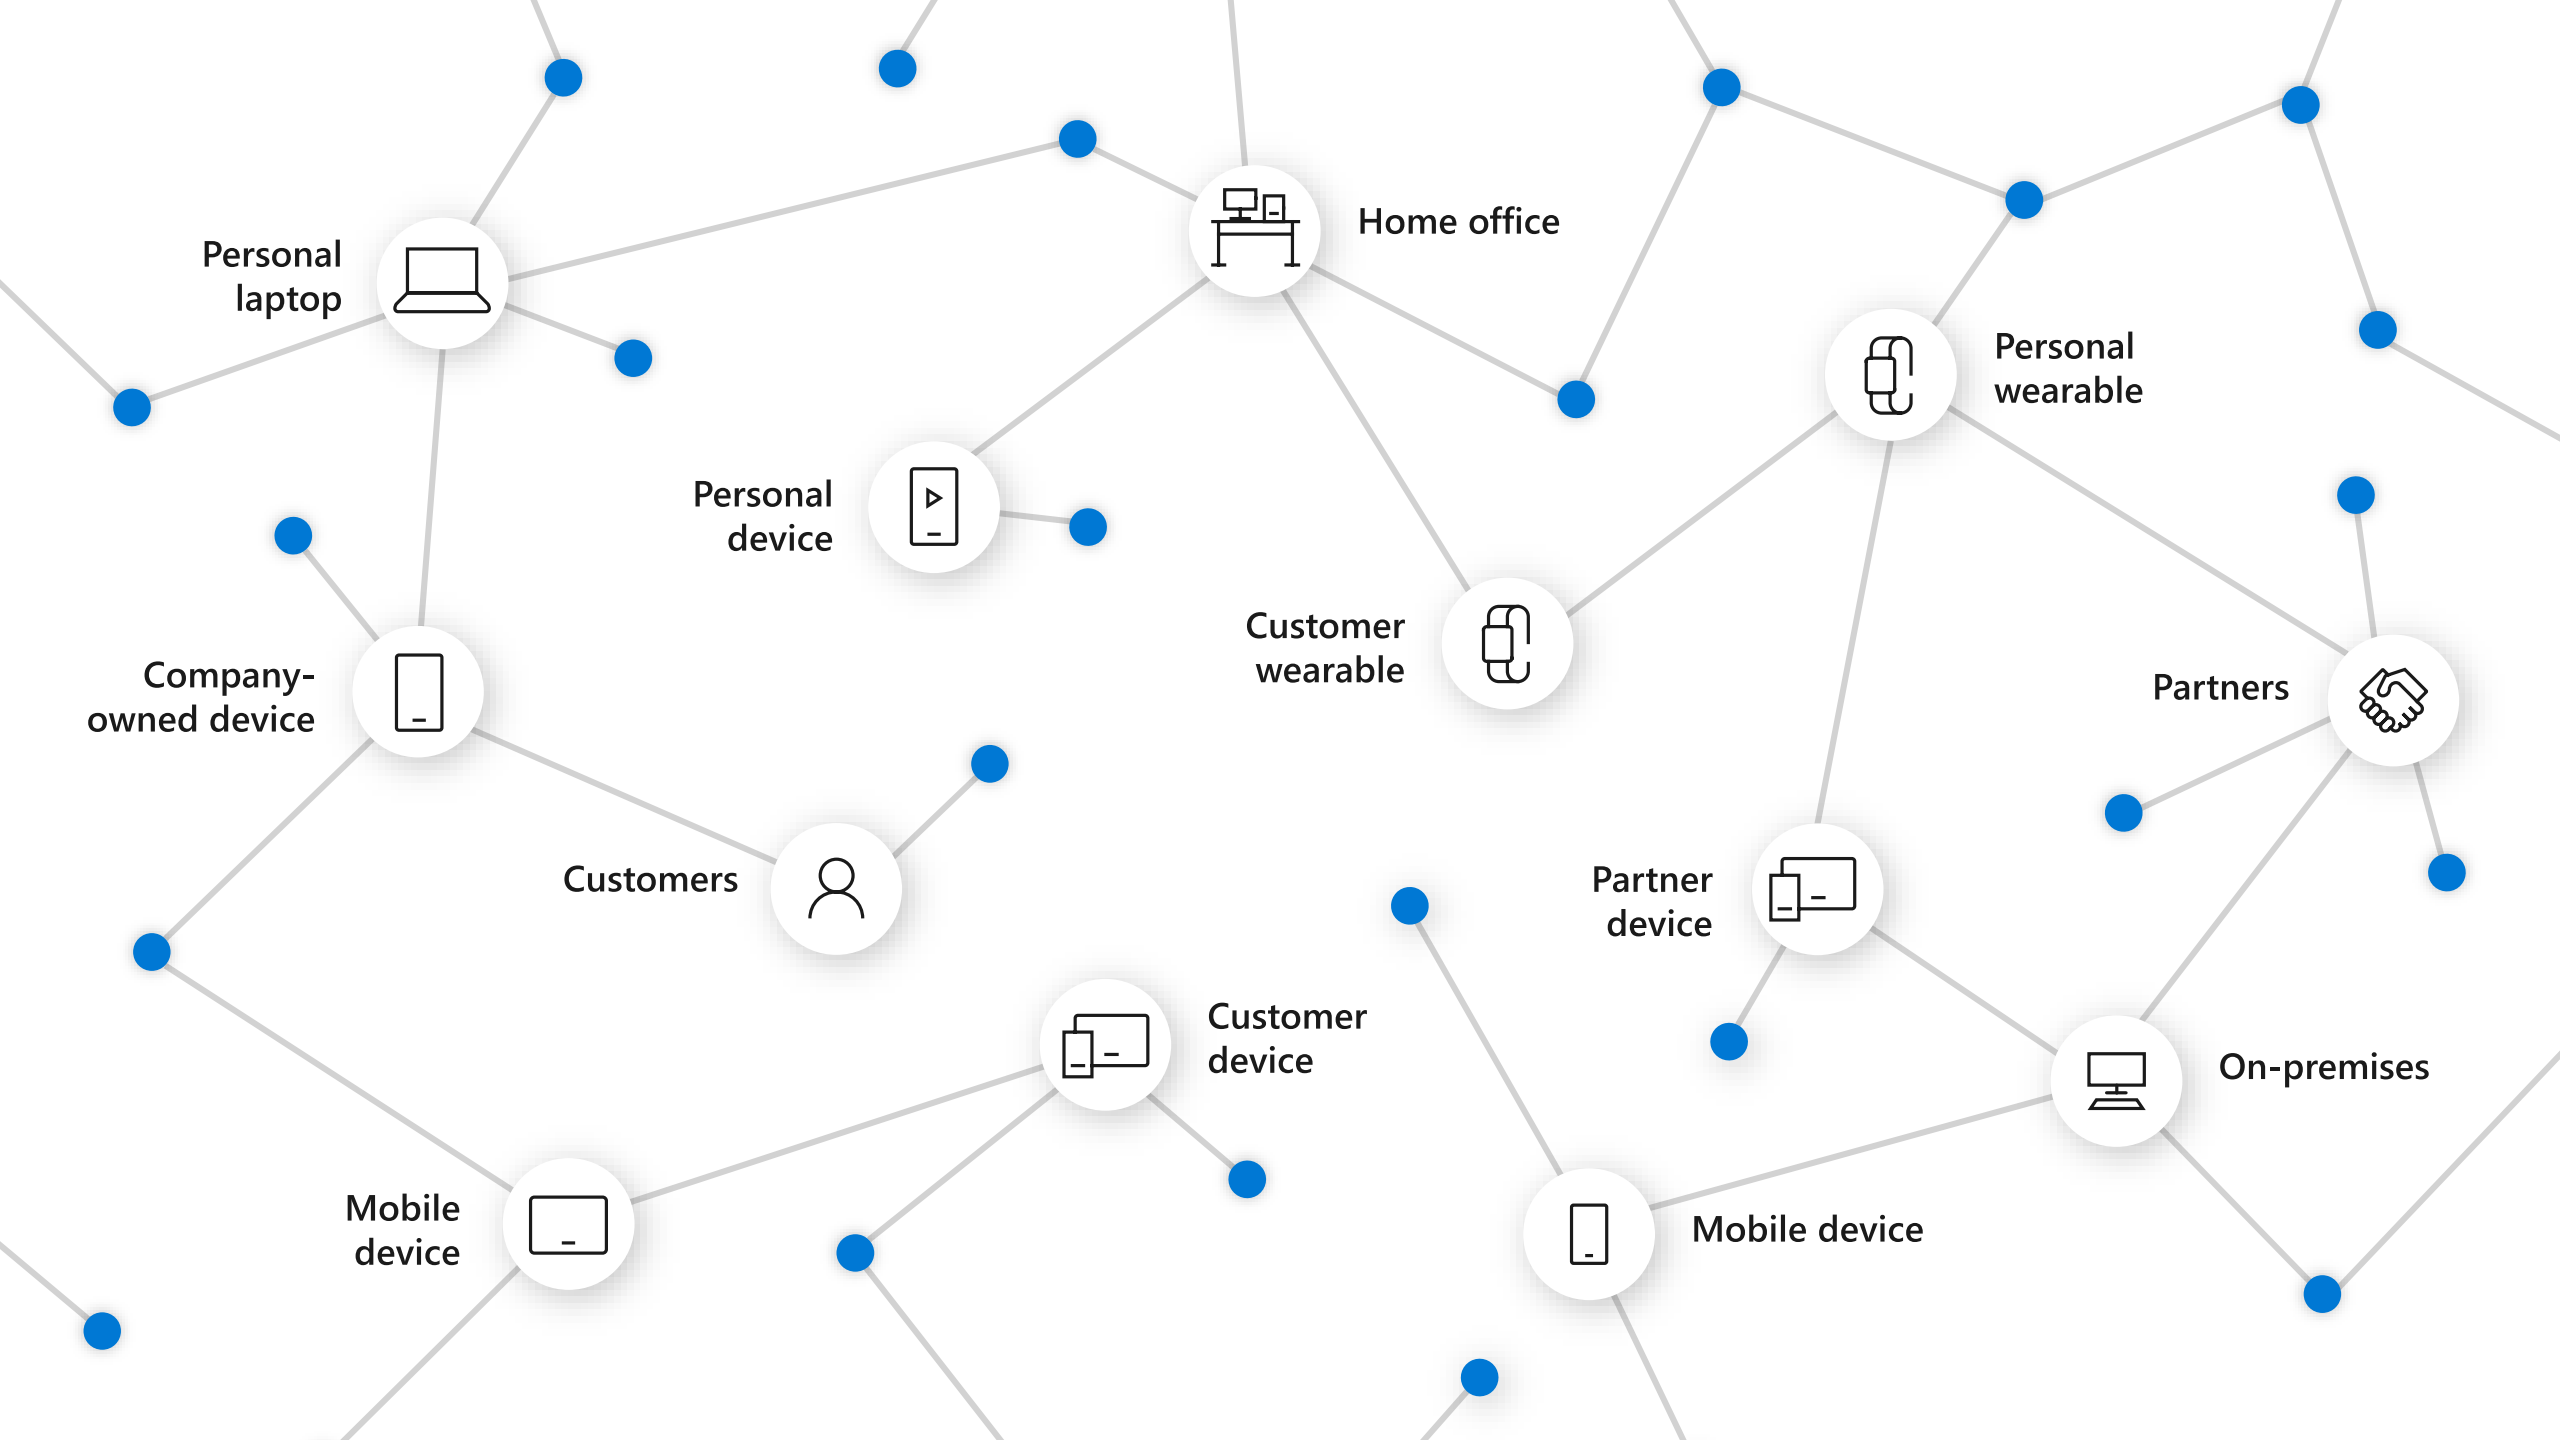 Home office
Personal
laptop
Personal
wearable
Personal
device
Customer
wearable
Company-
owned device
Partners
Customers
Partner
device
Customer
device
On-premises
Mobile
device
Mobile device